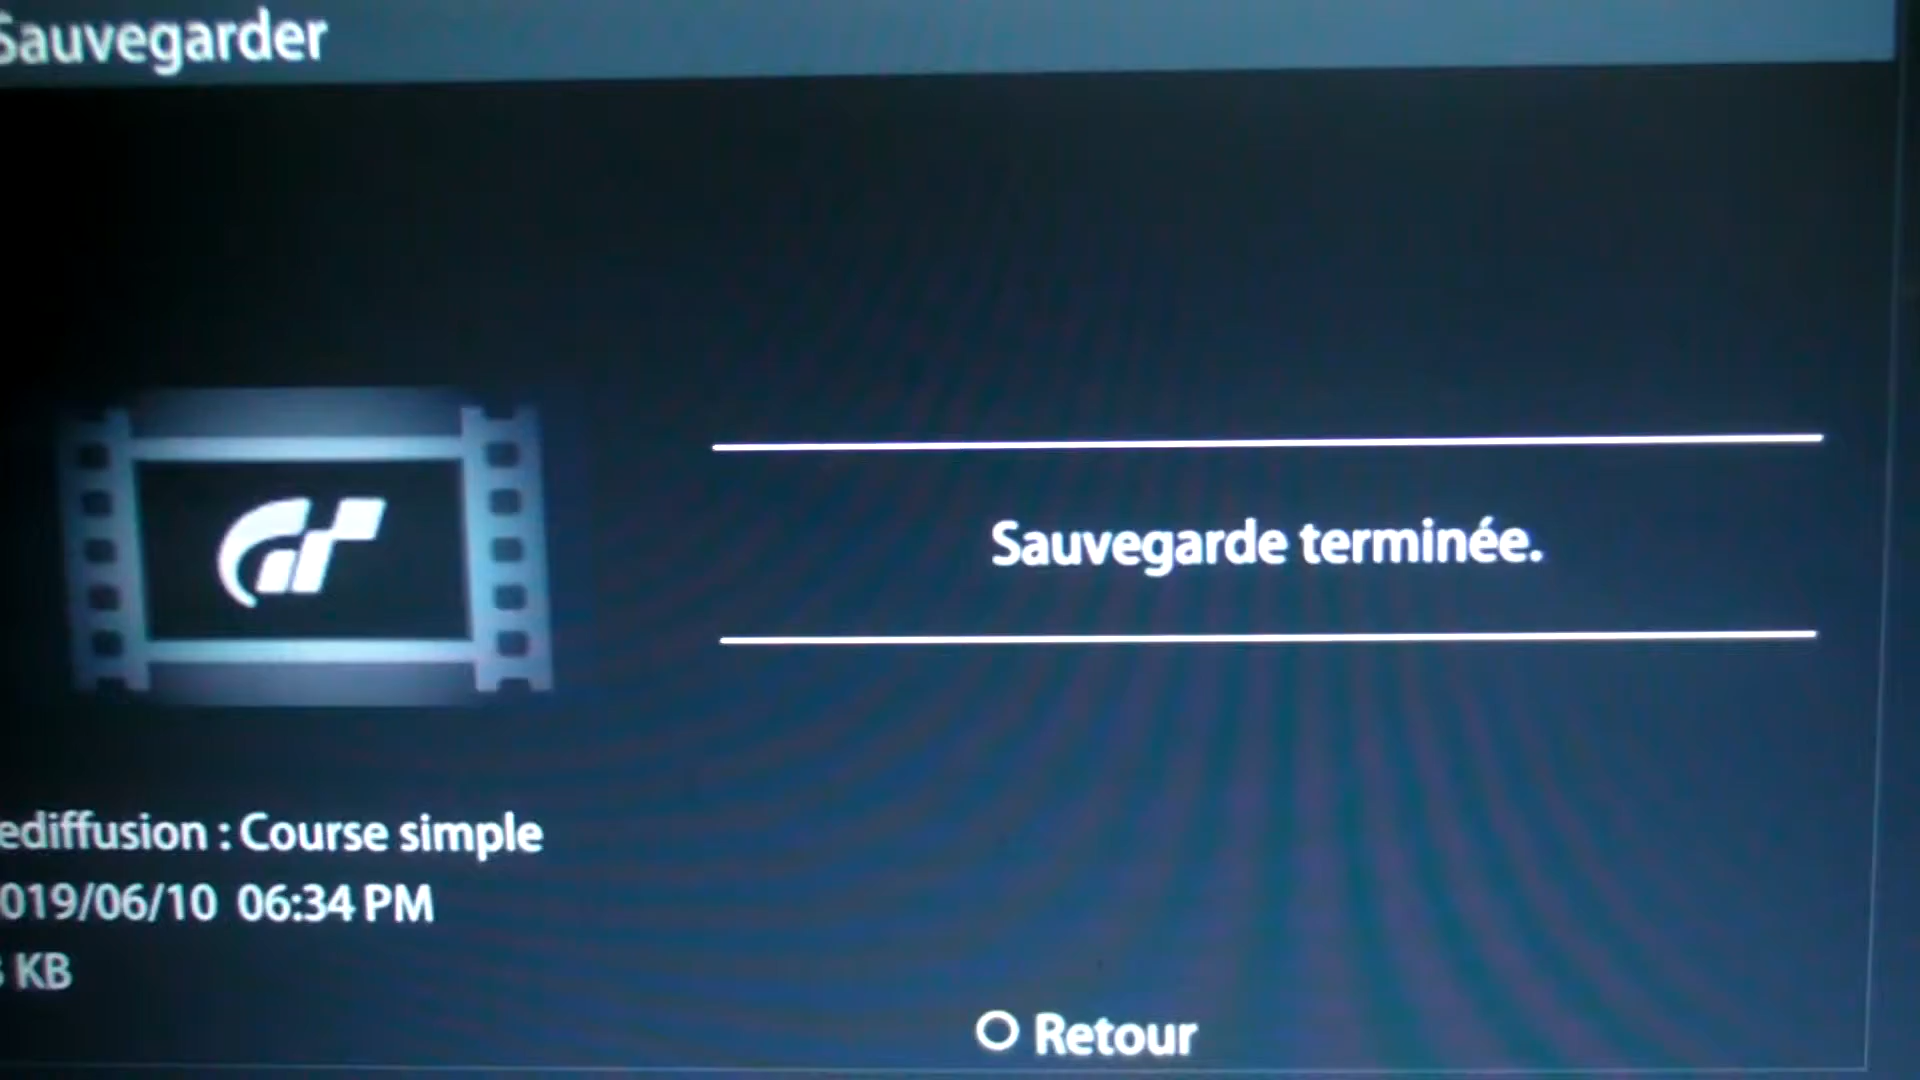 Sauvegarder
Sauvegarde terminée.
ediffusion : Course simple
019/06/10 06:34 PM
KB
Retour